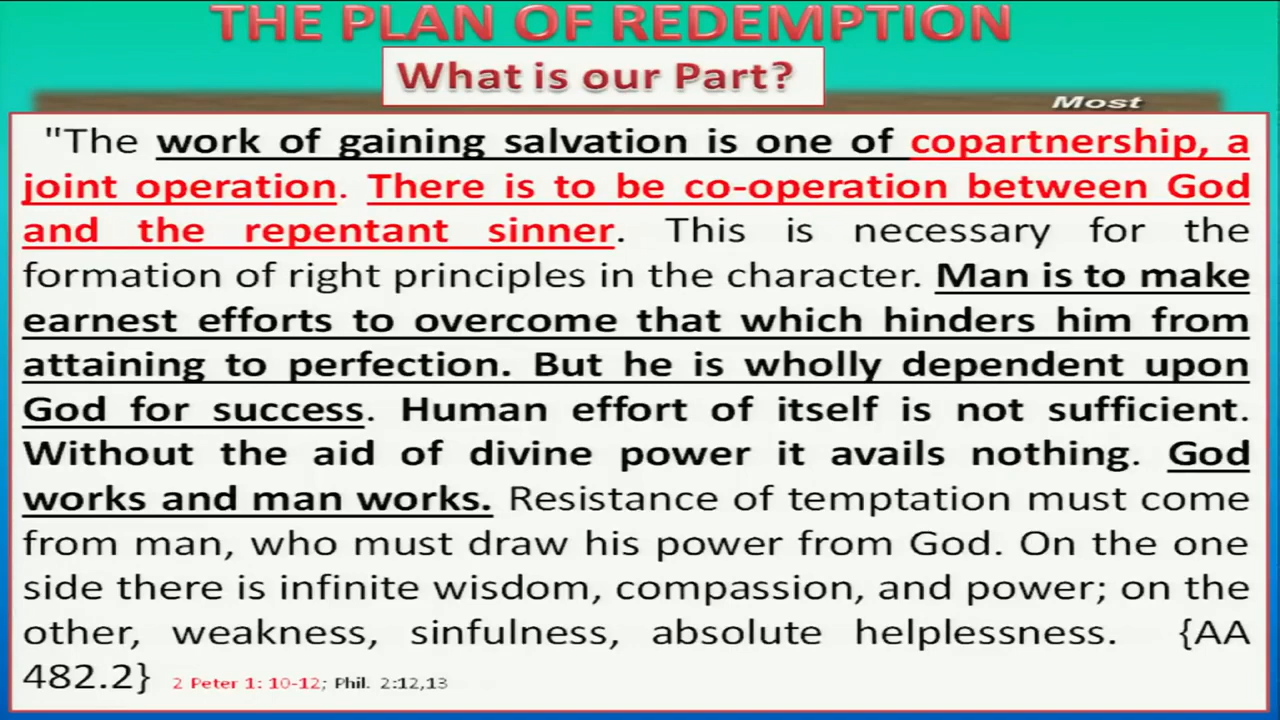 THE PLAN OF REDEMPTION
What is our Part?
Most
"The work of gaining salvation is one of copartnership, a
joint operation. There is to be co-operation between God
and the repentant sinner. This is necessary for the
formation of right principles in the character. Man is to make
earnest efforts to overcome that which hinders him from
attaining to perfection. But he is wholly dependent upon
God for success. Human effort of itself is not sufficient.
Without the aid of divine power it avails nothing. God
works and man works. Resistance of temptation must come
from man, who must draw his power from God. On the one
side there is infinite wisdom, compassion, and power; on the
other, weakness, sinfulness, absolute helplessness. {AA
482.2} 2 Peter 1: 10-12; Phil. 2:12,13